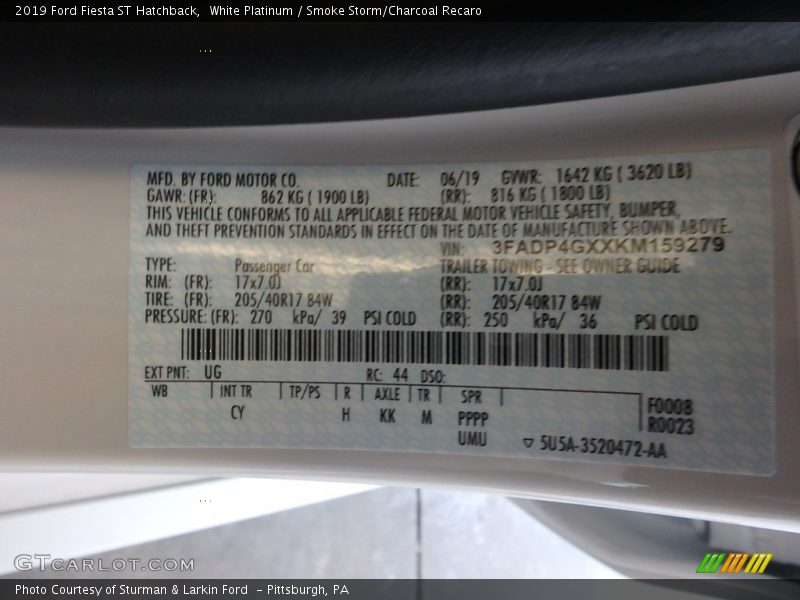 2019 Ford Fiesta ST Hatchback,  White Platinum / Smoke Storm/Charcoal Recaro
MFD. BY FORD MOTOR CO. DATE: 06/19 GVWR: 1642 KG ( 3620 LB)
GAWR: (FR): 862 KG ( 1900 LB) (RR): 816 KG ( 1800 LB)
THIS VEHICLE CONFORMS TO ALL APPLICABLE FEDERAL MOTOR VEHICLE SAFETY, BUMPER,
AND THEFT PREVENTION STANDARDS IN EFFECT ON THE DATE OF MANUFACTURE SHOWN ABOVE.
VIN: 3FADP4GXXKM159279
TYPE: Passenger Car TRAILER TOWING - SEE OWNER GUIDE
RIM: (FR): 17x7.0J (RR): 17x7.0J
TIRE: (FR): 205/40R17 84W (RR): 205/40R17 84W
PRESSURE: (FR): 270 kPa/ 39 PSI COLD (RR): 250 kPa/ 36 PSI COLD
EXT PNT: UG RC: 44 DSO:
WB INT TR TP/PS R AXLE TR SPR F0008
CY H KK M PPPP R0023
UMU ▽ 5U5A-3520472-AA
GTCARLOT.COM
Photo Courtesy of Sturman & Larkin Ford  - Pittsburgh, PA